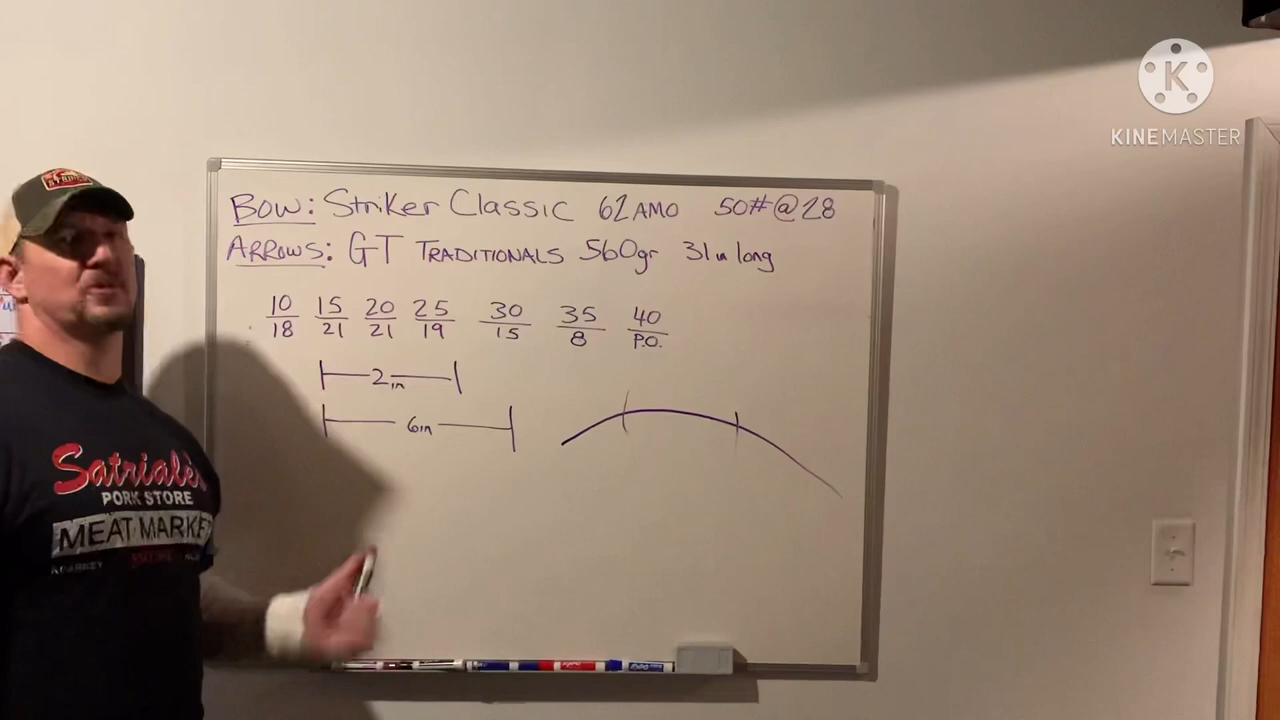 K
KINEMASTER
BOW: Striker Classic 62 AMO 50#@28
ARROWS: GT TRADITIONALS 560gr 31in long
10 15 20 25 30 35 40
18 21 21 19 15 8 P.O.
2in
6in
Satriale's
PORK STORE
MEAT MARKET
EXPO